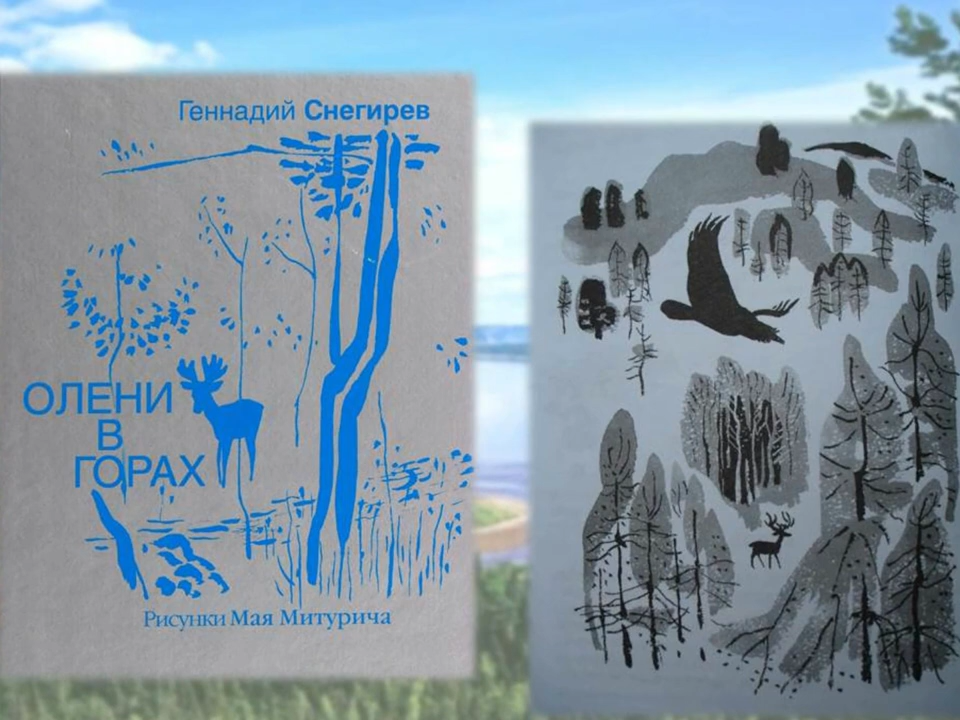 Геннадий Снегирев
ОЛЕНИ
В
ГОРАХ
Рисунки Мая Митурича